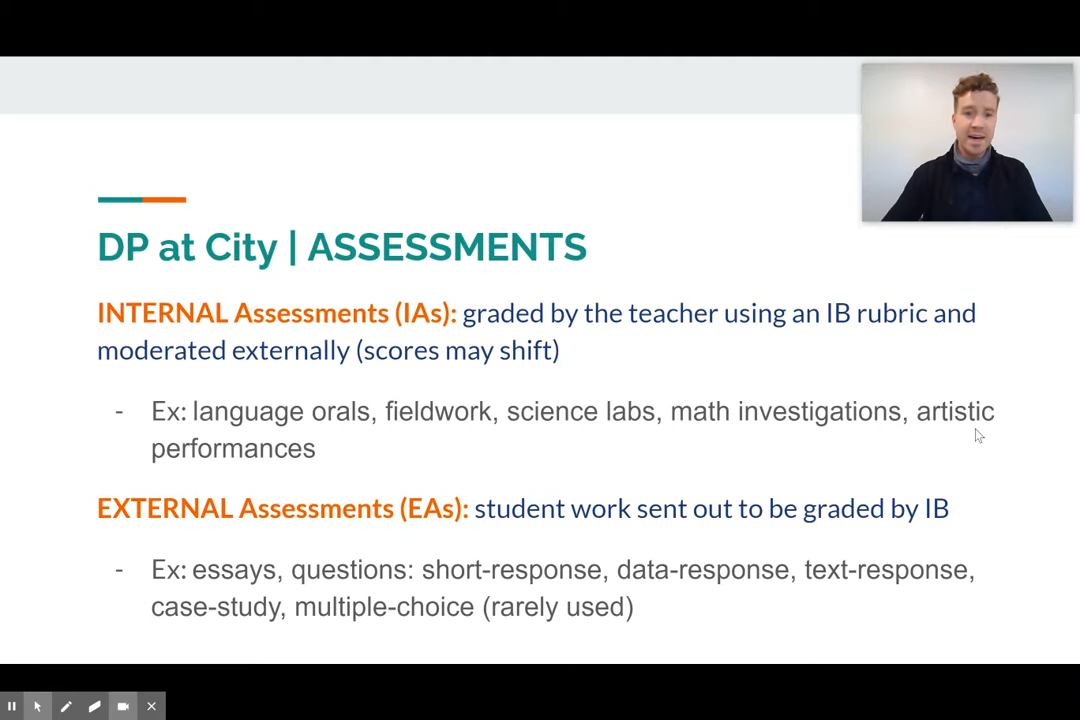 DP at City | ASSESSMENTS
INTERNAL Assessments (IAs): graded by the teacher using an IB rubric and
moderated externally (scores may shift)
- Ex: language orals, fieldwork, science labs, math investigations, artistic
performances
EXTERNAL Assessments (EAs): student work sent out to be graded by IB
- Ex: essays, questions: short-response, data-response, text-response,
case-study, multiple-choice (rarely used)